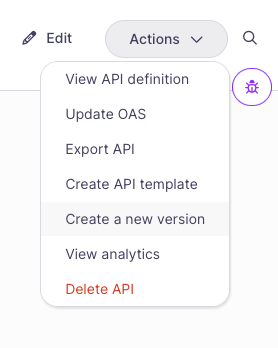 Edit
Actions
View API definition
Update OAS
Export API
Create API template
Create a new version
View analytics
Delete API